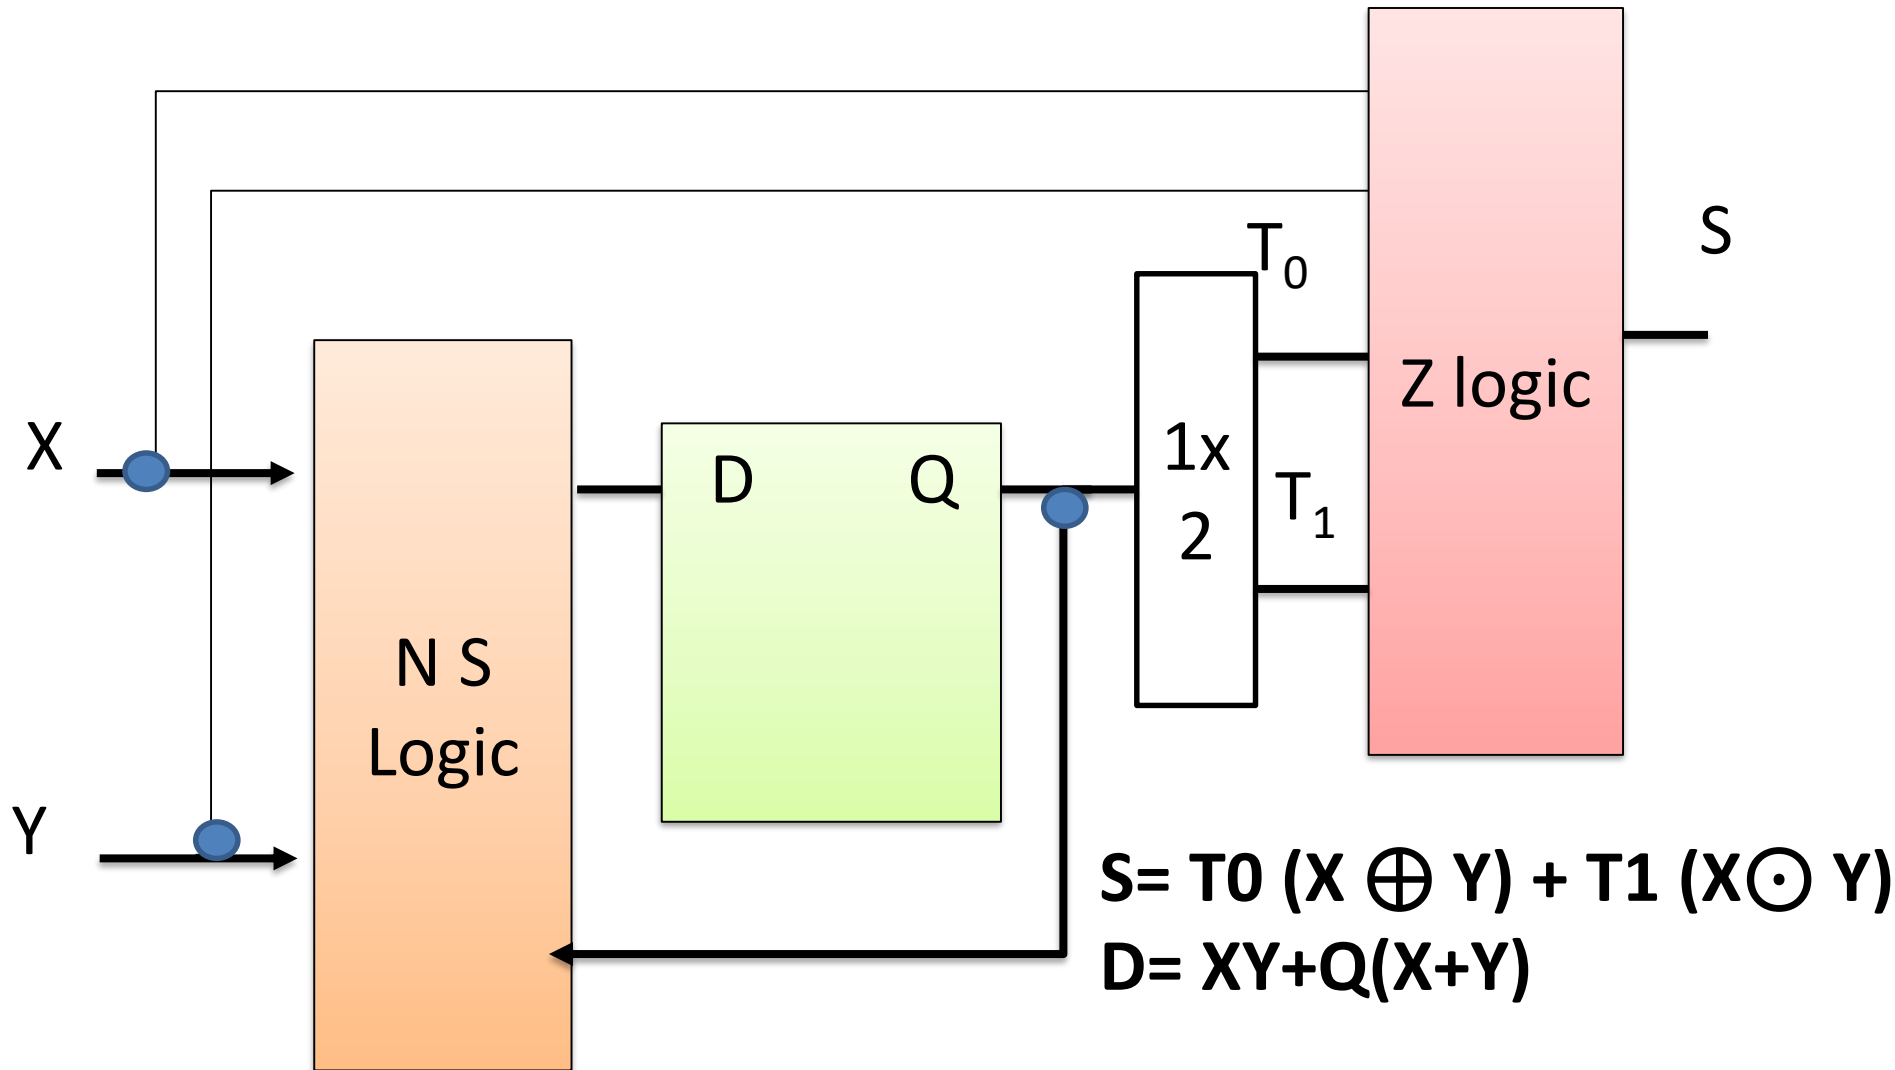 S
T₀
Z logic
X
D
Q
1x
2
T₁
N S
Logic
Y
S= T0 (X ⊕ Y) + T1 (X⊙ Y)
D= XY+Q(X+Y)